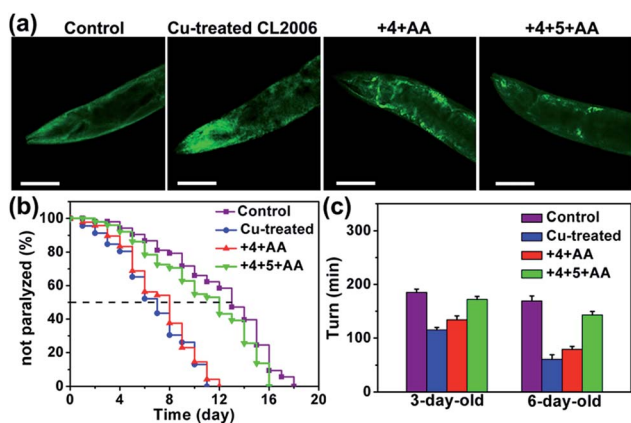 (a) Control Cu-treated CL2006 +4+AA +4+5+AA
(b)
not paralyzed (%)
100
80
60
40
20
0
0 4 8 12 16 20
Time (day)
Control
Cu-treated
+4+AA
+4+5+AA
(c)
Turn (min)
300
200
100
0
3-day-old 6-day-old
Control
Cu-treated
+4+AA
+4+5+AA